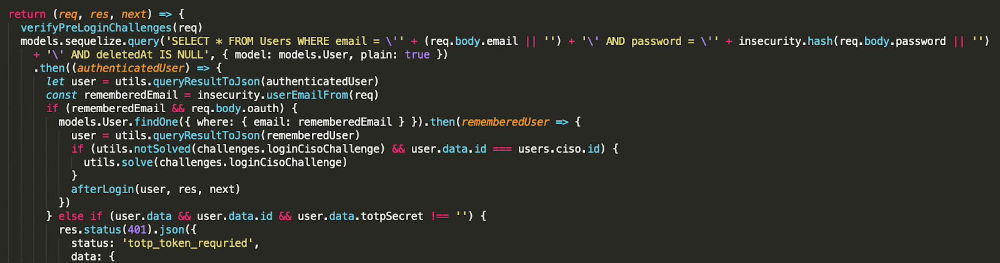 return (req, res, next) => {
verifyPreLoginChallenges(req)
models.sequelize.query('SELECT * FROM Users WHERE email = \'' + (req.body.email || '') + '\' AND password = \'' + insecurity.hash(req.body.password || '')
+ '\' AND deletedAt IS NULL', { model: models.User, plain: true })
.then((authenticatedUser) => {
let user = utils.queryResultToJson(authenticatedUser)
const rememberedEmail = insecurity.userEmailFrom(req)
if (rememberedEmail && req.body.oauth) {
models.User.findOne({ where: { email: rememberedEmail } }).then(rememberedUser => {
user = utils.queryResultToJson(rememberedUser)
if (utils.notSolved(challenges.loginCisoChallenge) && user.data.id === users.ciso.id) {
utils.solve(challenges.loginCisoChallenge)
}
afterLogin(user, res, next)
})
} else if (user.data && user.data.id && user.data.totpSecret !== '') {
res.status(401).json({
status: 'totp_token_requried',
data: {